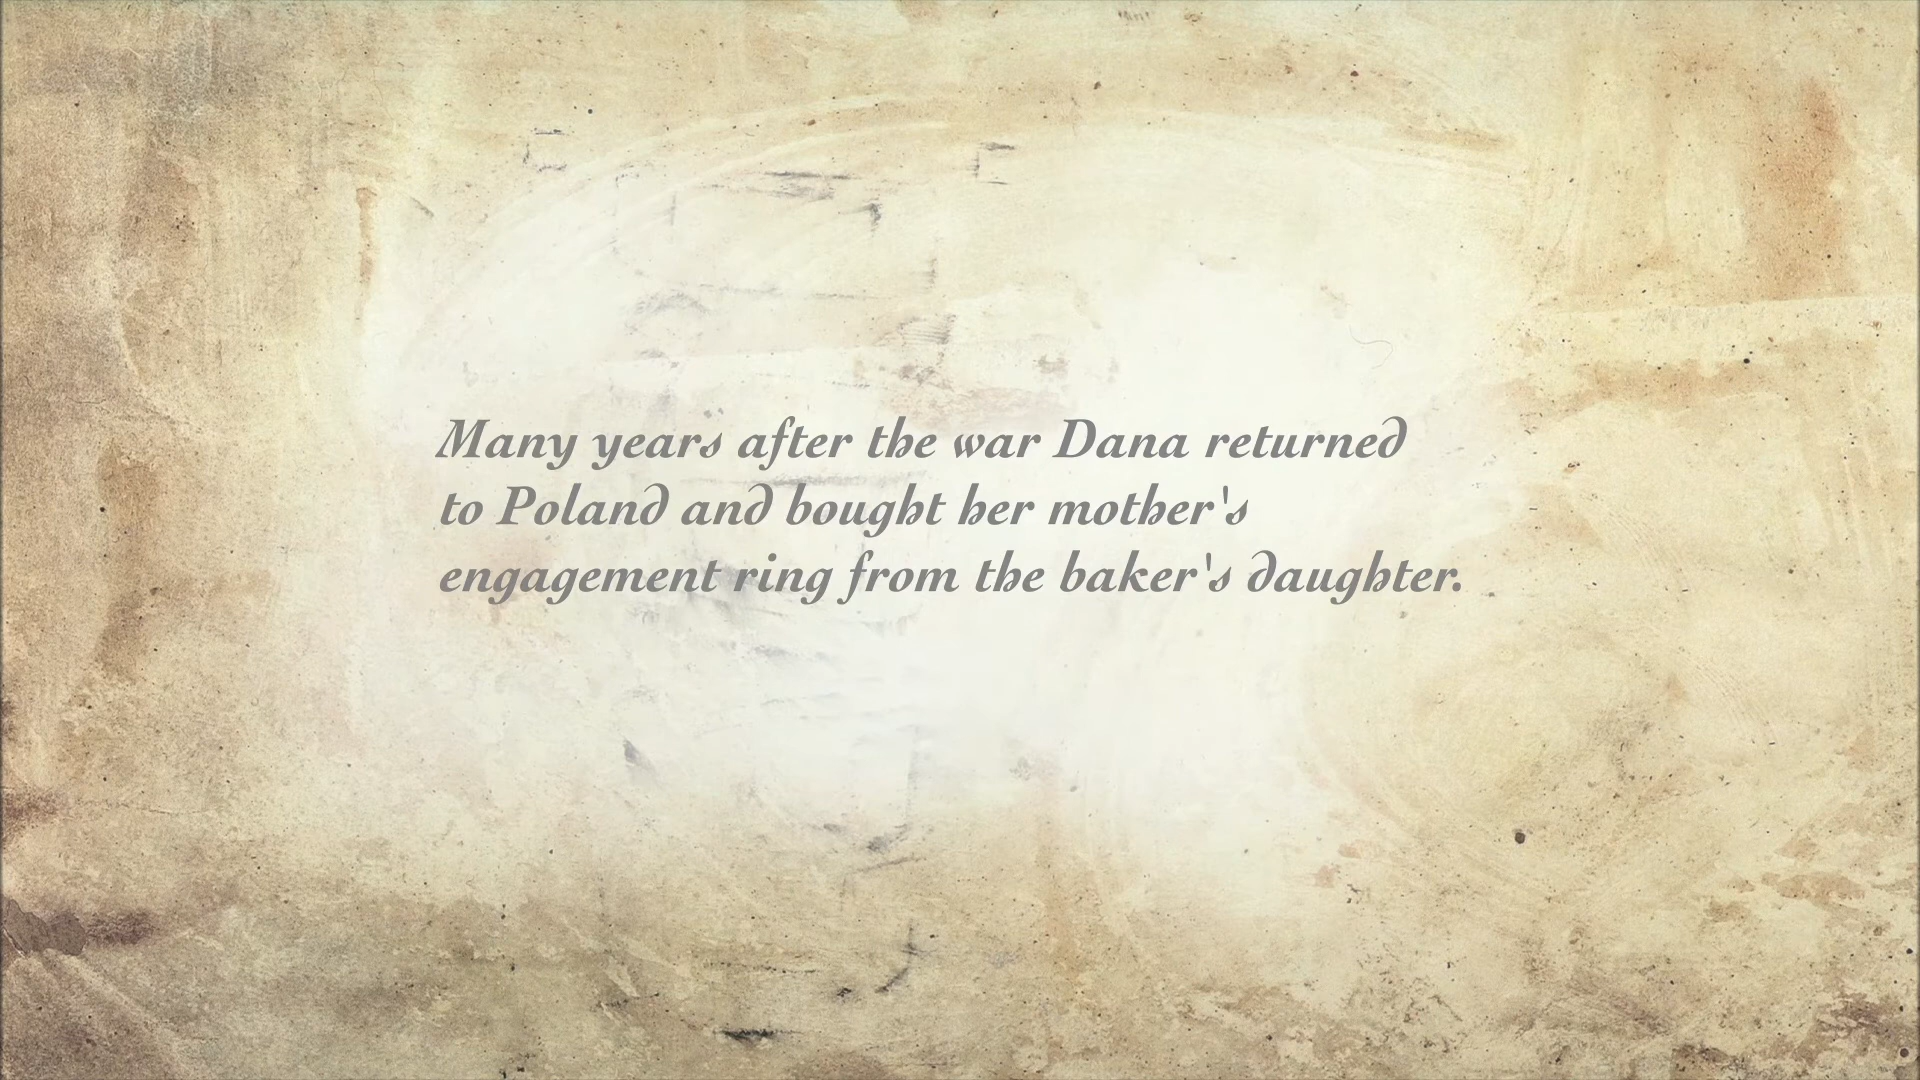 Many years after the war Dana returned
to Poland and bought her mother's
engagement ring from the baker's daughter.